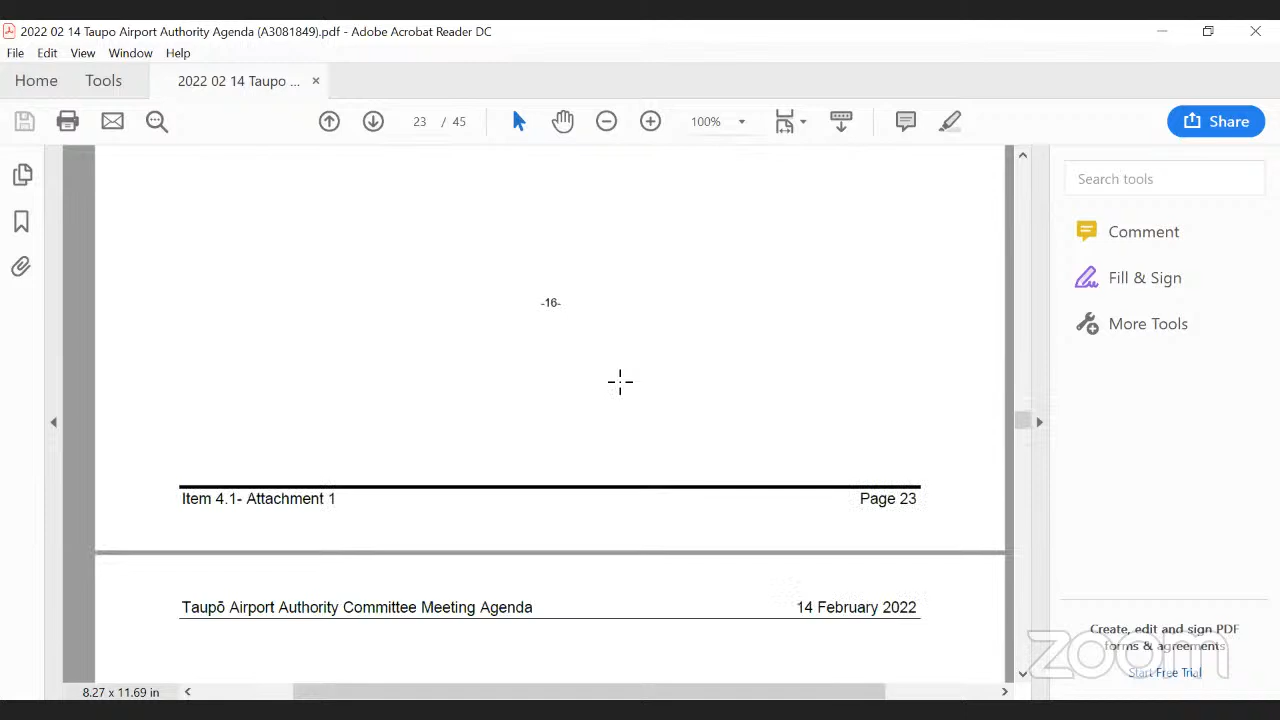 2022 02 14 Taupo Airport Authority Agenda (A3081849).pdf - Adobe Acrobat Reader DC
File Edit View Window Help
Home Tools 2022 02 14 Taupo ... ×
23 / 45 100% Share
Search tools
Comment
Fill & Sign
More Tools
-16-
Item 4.1- Attachment 1 Page 23
Taupō Airport Authority Committee Meeting Agenda 14 February 2022
Create, edit and sign PDF
forms & agreements
Start Free Trial
zoom
8.27 x 11.69 in